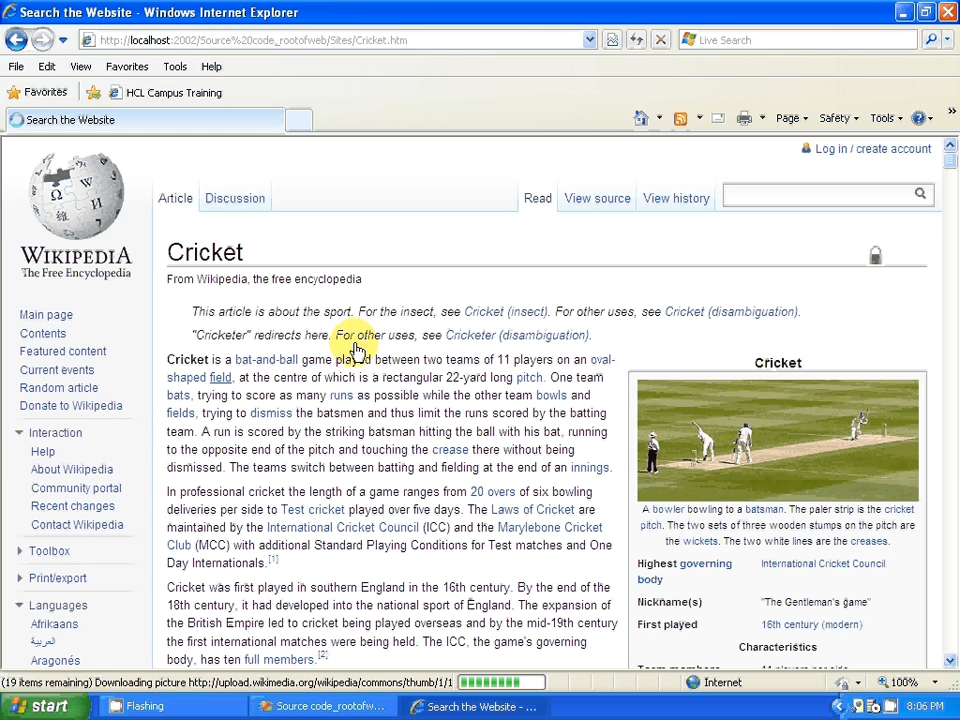 Search the Website - Windows Internet Explorer
http://localhost:2002/Source%20code_rootofweb/Sites/Cricket.htm
Live Search
File Edit View Favorites Tools Help
Favorites HCL Campus Training
Search the Website
Page Safety Tools
Log in / create account
Article Discussion Read View source View history
WIKIPEDIA
The Free Encyclopedia
Main page
Contents
Featured content
Current events
Random article
Donate to Wikipedia
Interaction
Help
About Wikipedia
Community portal
Recent changes
Contact Wikipedia
Toolbox
Print/export
Languages
Afrikaans
العربية
Aragonés
Cricket
From Wikipedia, the free encyclopedia
This article is about the sport. For the insect, see Cricket (insect). For other uses, see Cricket (disambiguation).
"Cricketer" redirects here. For other uses, see Cricketer (disambiguation).
Cricket is a bat-and-ball game played between two teams of 11 players on an oval-
shaped field, at the centre of which is a rectangular 22-yard long pitch. One team
bats, trying to score as many runs as possible while the other team bowls and
fields, trying to dismiss the batsmen and thus limit the runs scored by the batting
team. A run is scored by the striking batsman hitting the ball with his bat, running
to the opposite end of the pitch and touching the crease there without being
dismissed. The teams switch between batting and fielding at the end of an innings.
In professional cricket the length of a game ranges from 20 overs of six bowling
deliveries per side to Test cricket played over five days. The Laws of Cricket are
maintained by the International Cricket Council (ICC) and the Marylebone Cricket
Club (MCC) with additional Standard Playing Conditions for Test matches and One
Day Internationals.[1]
Cricket was first played in southern England in the 16th century. By the end of the
18th century, it had developed into the national sport of England. The expansion of
the British Empire led to cricket being played overseas and by the mid-19th century
the first international matches were being held. The ICC, the game's governing
body, has ten full members.[2]
Cricket
A bowler bowling to a batsman. The paler strip is the cricket
pitch. The two sets of three wooden stumps on the pitch are
the wickets. The two white lines are the creases.
Highest governing body International Cricket Council
Nickname(s) "The Gentleman's game"
First played 16th century (modern)
Characteristics
(19 items remaining) Downloading picture http://upload.wikimedia.org/wikipedia/commons/thumb/1/1
Internet
100%
start
Flashing
Source code_rootofw...
Search the Website - ...
8:06 PM